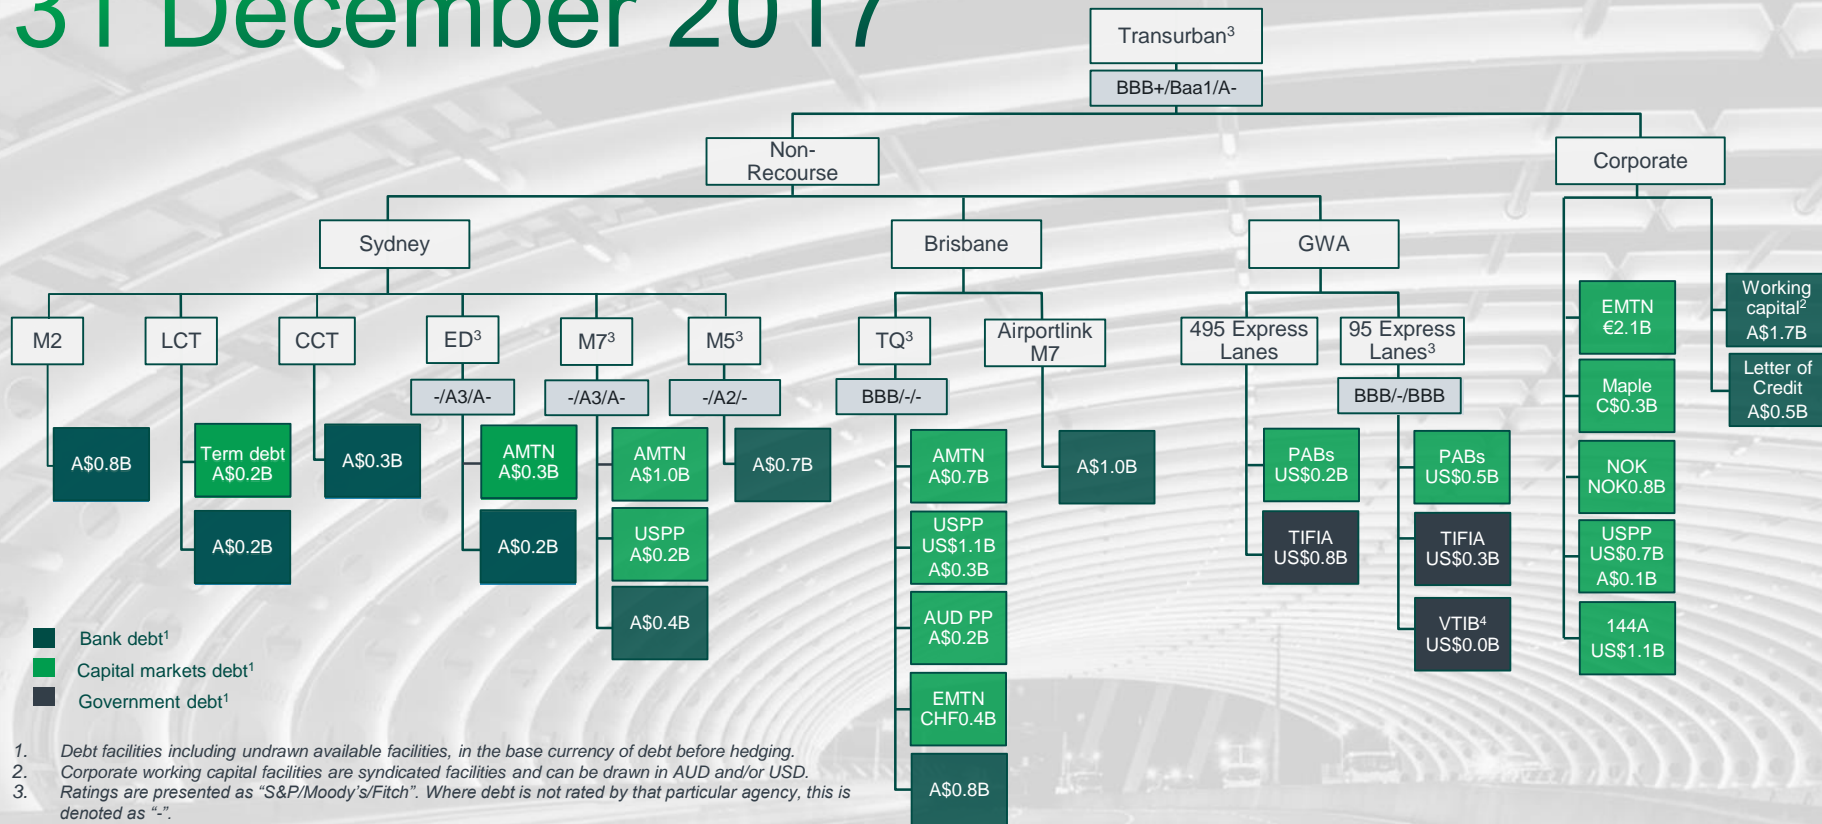 31 December 2017
Transurban³
BBB+/Baa1/A-
Non-
Recourse
Corporate
Sydney
Brisbane
GWA
M2
LCT
CCT
ED³
M7³
M5³
TQ³
Airportlink
M7
495 Express
Lanes
95 Express
Lanes³
-/A3/A-
-/A3/A-
-/A2/-
BBB/-/-
BBB/-/BBB
A$0.8B
Term debt
A$0.2B
A$0.2B
A$0.3B
AMTN
A$0.3B
A$0.2B
AMTN
A$1.0B
USPP
A$0.2B
A$0.4B
A$0.7B
AMTN
A$0.7B
USPP
US$1.1B
A$0.3B
AUD PP
A$0.2B
EMTN
CHF0.4B
A$0.8B
A$1.0B
PABs
US$0.2B
TIFIA
US$0.8B
PABs
US$0.5B
TIFIA
US$0.3B
VTIB⁴
US$0.0B
EMTN
€2.1B
Maple
C$0.3B
NOK
NOK0.8B
USPP
US$0.7B
A$0.1B
144A
US$1.1B
Working
capital²
A$1.7B
Letter of
Credit
A$0.5B
Bank debt¹
Capital markets debt¹
Government debt¹
1. Debt facilities including undrawn available facilities, in the base currency of debt before hedging.
2. Corporate working capital facilities are syndicated facilities and can be drawn in AUD and/or USD.
3. Ratings are presented as “S&P/Moody's/Fitch”. Where debt is not rated by that particular agency, this is
denoted as “-”.